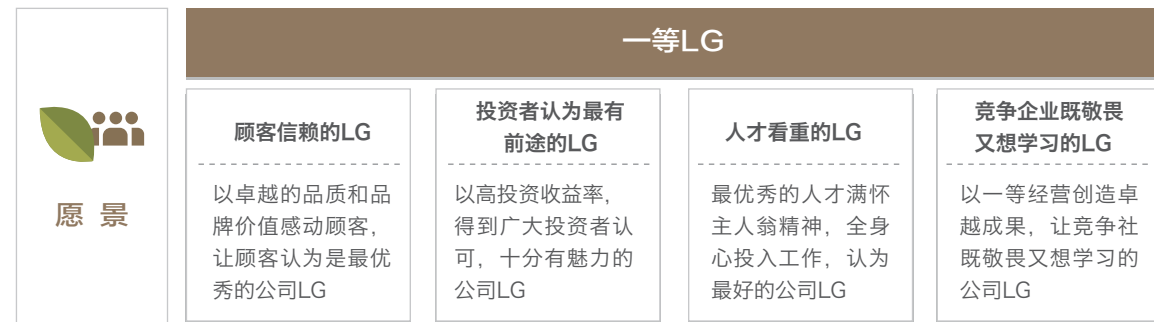 一等LG
愿 景
顾客信赖的LG
以卓越的品质和品
牌价值感动顾客，
让顾客认为是最优
秀的公司LG
投资者认为最有
前途的LG
以高投资收益率，
得到广大投资者认
可，十分有魅力的
公司LG
人才看重的LG
最优秀的人才满怀
主人翁精神，全身
心投入工作，认为
最好的公司LG
竞争企业既敬畏
又想学习的LG
以一等经营创造卓
越成果，让竞争社
既敬畏又想学习的
公司LG